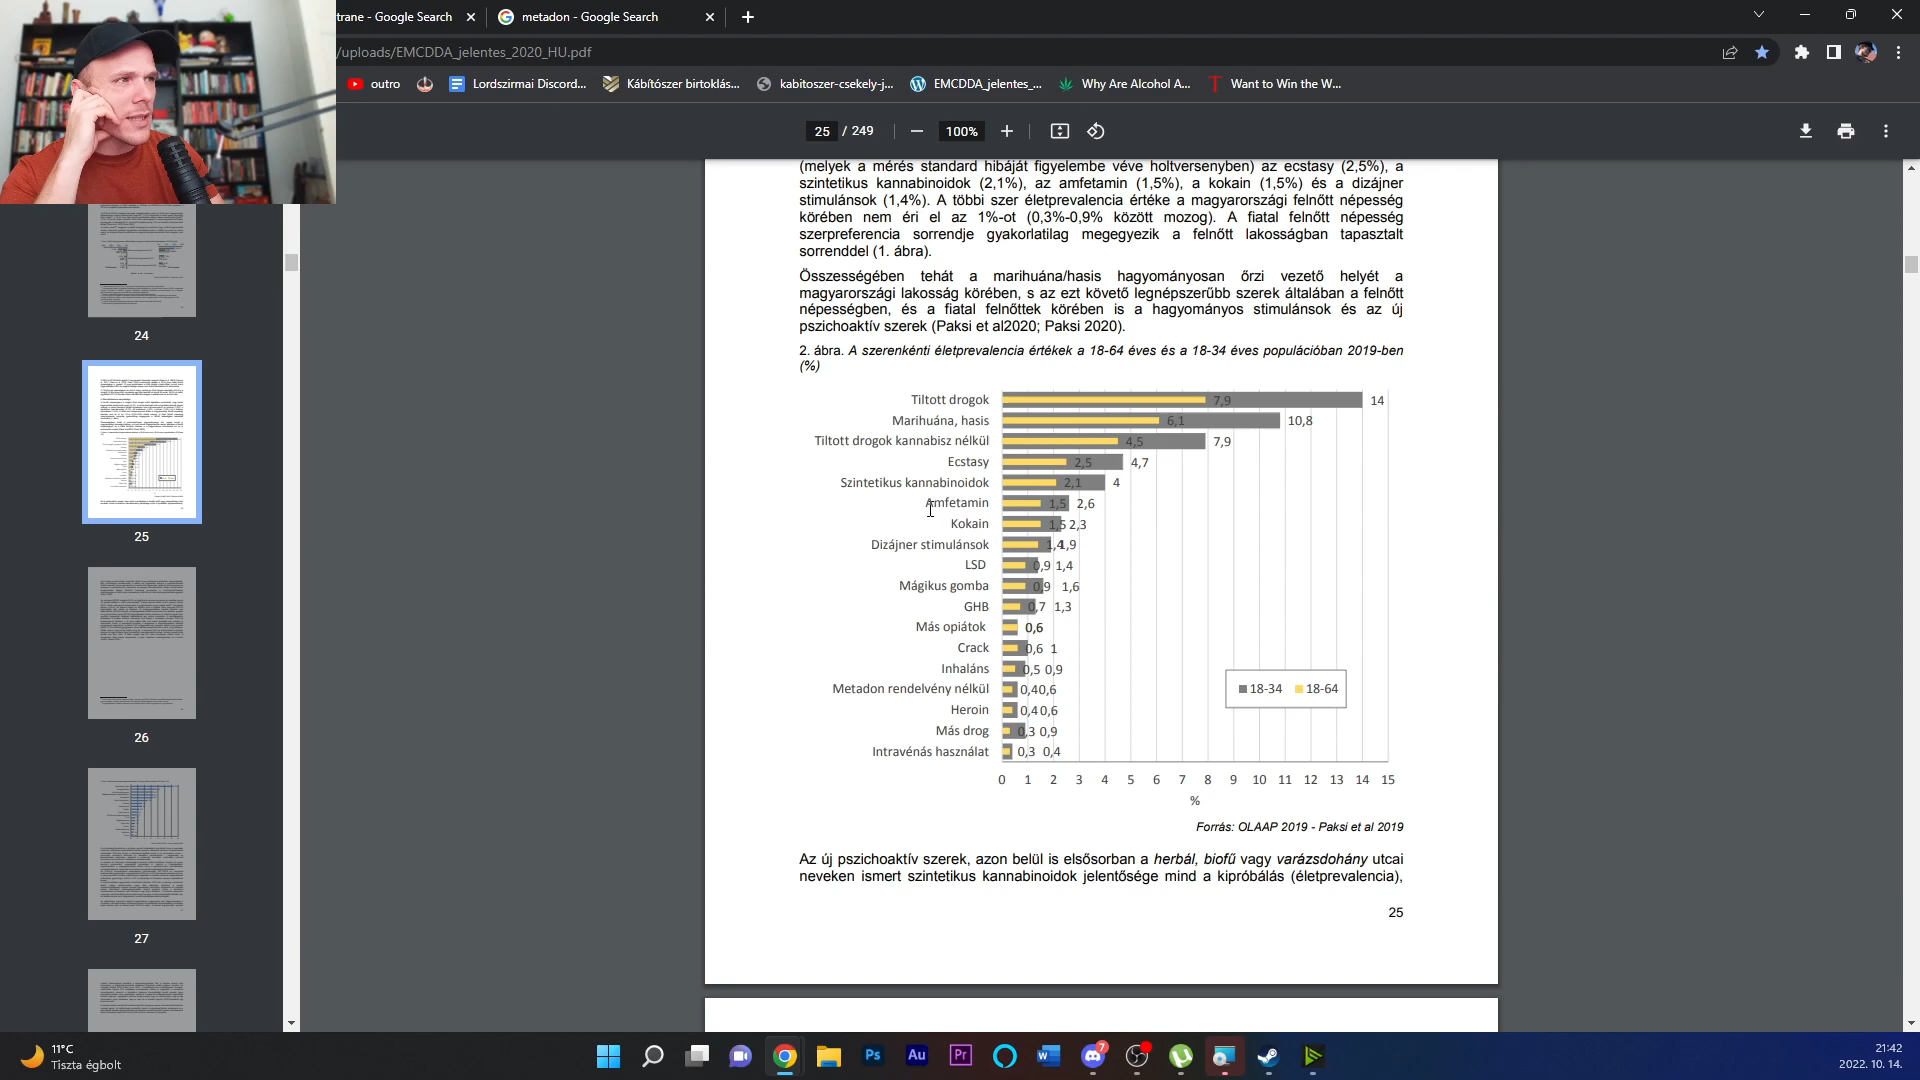 trane - Google Search
metadon - Google Search
/uploads/EMCDDA_jelentes_2020_HU.pdf
outro
Lordszirmai Discord...
Kábítószer birtoklás...
kabitoszer-csekely-j...
EMCDDA_jelentes_...
Why Are Alcohol A...
Want to Win the W...
25 / 249
100%
(melyek a mérés standard hibáját figyelembe véve holtversenyben) az ecstasy (2,5%), a
szintetikus kannabinoidok (2,1%), az amfetamin (1,5%), a kokain (1,5%) és a dizájner
stimulánsok (1,4%). A többi szer életprevalencia értéke a magyarországi felnőtt népesség
körében nem éri el az 1%-ot (0,3%-0,9% között mozog). A fiatal felnőtt népesség
szerpreferencia sorrendje gyakorlatilag megegyezik a felnőtt lakosságban tapasztalt
sorrenddel (1. ábra).
Összességében tehát a marihuána/hasis hagyományosan őrzi vezető helyét a
magyarországi lakosság körében, s az ezt követő legnépszerűbb szerek általában a felnőtt
népességben, és a fiatal felnőttek körében is a hagyományos stimulánsok és az új
pszichoaktív szerek (Paksi et al2020; Paksi 2020).
2. ábra. A szerenkénti életprevalencia értékek a 18-64 éves és a 18-34 éves populációban 2019-ben
(%)
Tiltott drogok 7,9 14
Marihuána, hasis 6,1 10,8
Tiltott drogok kannabisz nélkül 4,5 7,9
Ecstasy 2,5 4,7
Szintetikus kannabinoidok 2,1 4
Amfetamin 1,5 2,6
Kokain 1,5 2,3
Dizájner stimulánsok 1,4 1,9
LSD 0,9 1,4
Mágikus gomba 0,9 1,6
GHB 0,7 1,3
Más opiátok 0,6
Crack 0,6 1
Inhaláns 0,5 0,9
Metadon rendelvény nélkül 0,4 0,6
Heroin 0,4 0,6
Más drog 0,3 0,9
Intravénás használat 0,3 0,4
18-34 18-64
0 1 2 3 4 5 6 7 8 9 10 11 12 13 14 15
%
Forrás: OLAAP 2019 - Paksi et al 2019
Az új pszichoaktív szerek, azon belül is elsősorban a herbál, biofű vagy varázsdohány utcai
neveken ismert szintetikus kannabinoidok jelentősége mind a kipróbálás (életprevalencia),
25
24
25
26
27
11°C
Tiszta égbolt
Ps
Au
Pr
W
7
21:42
2022. 10. 14.